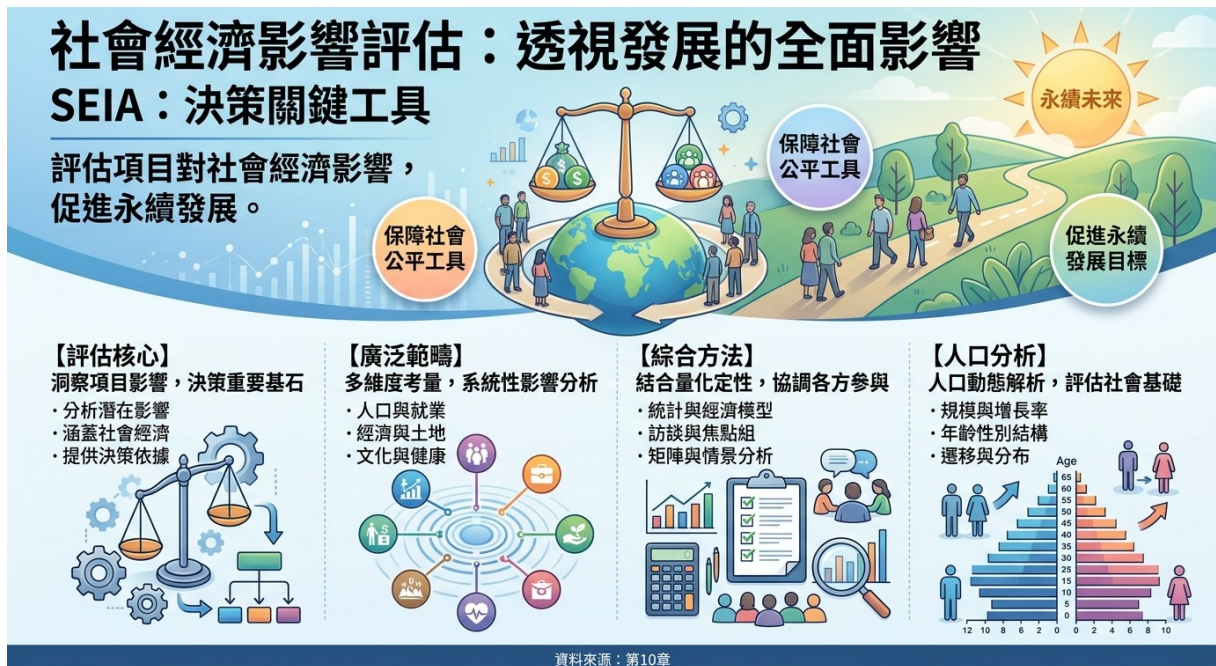 社會經濟影響評估：透視發展的全面影響
SEIA：決策關鍵工具
評估項目對社會經濟影響，
促進永續發展。
保障社會
公平工具
保障社會
公平工具
永續未來
促進永續
發展目標
【評估核心】
洞察項目影響，決策重要基石
·分析潛在影響
·涵蓋社會經濟
·提供決策依據
【廣泛範疇】
多維度考量，系統性影響分析
·人口與就業
·經濟與土地
·文化與健康
【綜合方法】
結合量化定性，協調各方參與
·統計與經濟模型
·訪談與焦點組
·矩陣與情景分析
【人口分析】
人口動態解析，評估社會基礎
·規模與增長率
·年齡性別結構
·遷移與分布
Age
65
60
55
50
45
40
35
30
25
15
10
5
0
12 10 8 6 2 0 0 2 4 6 8 10
資料來源：第10章